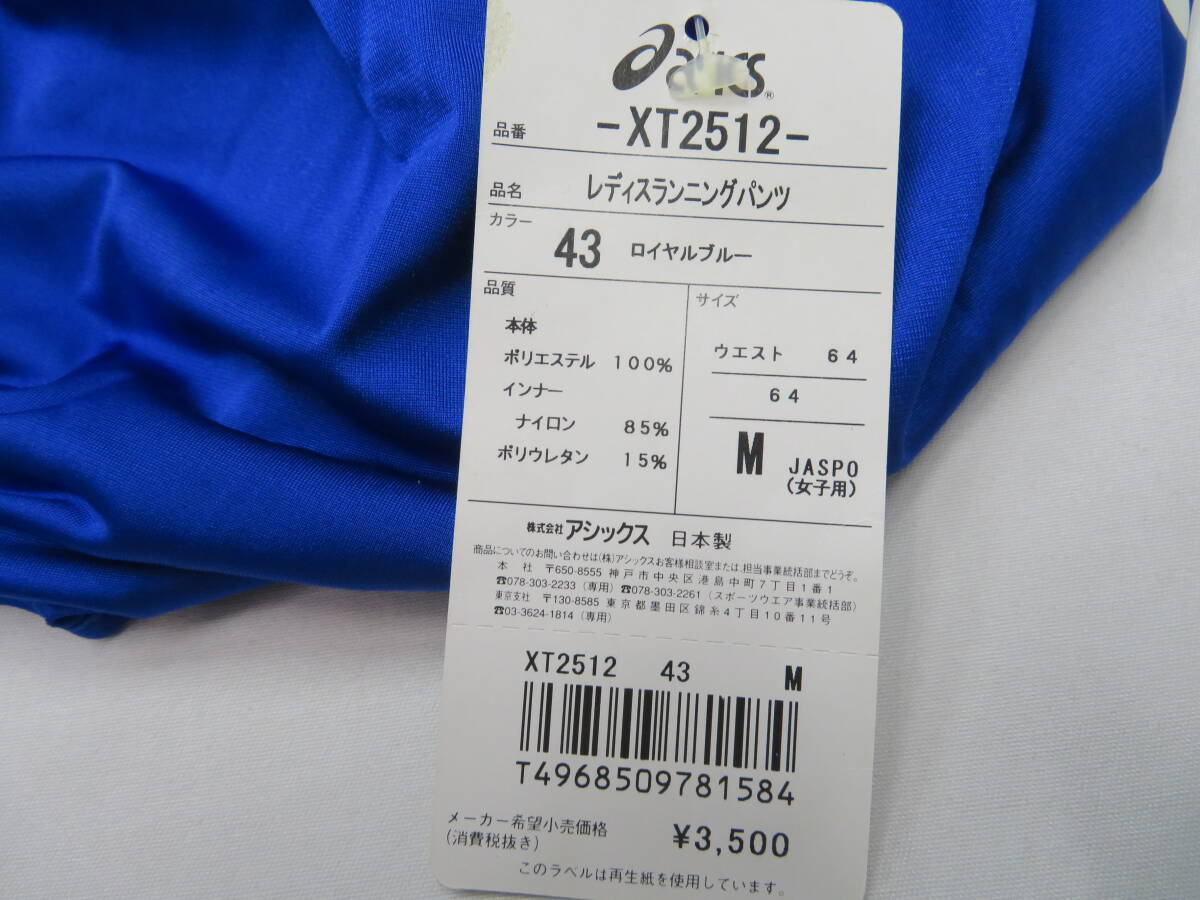 asics®
品番 -XT2512-
品名 レディスランニングパンツ
カラー 43 ロイヤルブルー
品質
本体
ポリエステル 100%
インナー
ナイロン 85%
ポリウレタン 15%
サイズ
ウエスト 64
64
M JASPO
(女子用)
株式会社アシックス 日本製
商品についてのお問い合わせは(株)アシックスお客様相談室または、担当事業統括部までどうぞ。
本社 〒650-8555 神戸市中央区港島中町7丁目1番1
☎078-303-2233(専用)☎078-303-2261(スポーツウエア事業統括部)
東京支社 〒130-8585 東京都墨田区錦糸4丁目10番11号
☎03-3624-1814(専用)
XT2512 43 M
T4968509781584
メーカー希望小売価格
(消費税抜き) ¥3,500
このラベルは再生紙を使用しています。